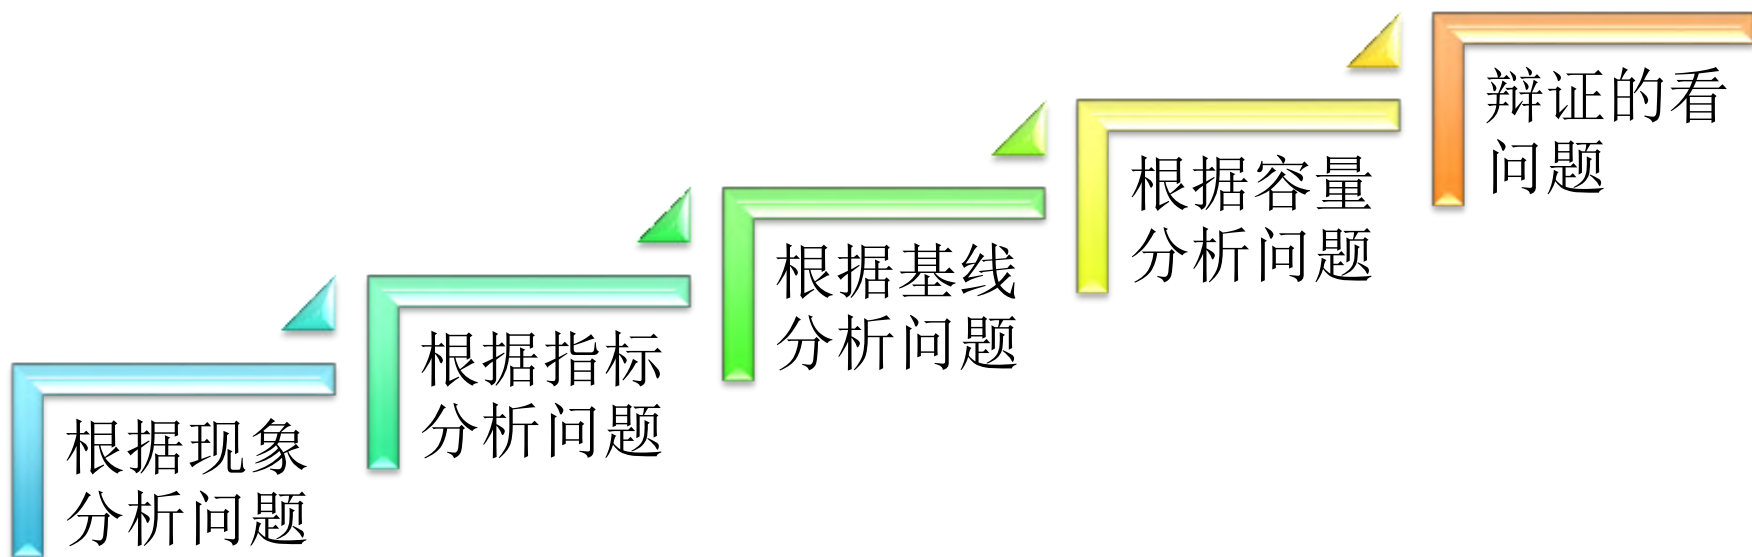 根据现象
分析问题
根据指标
分析问题
根据基线
分析问题
根据容量
分析问题
辩证的看
问题